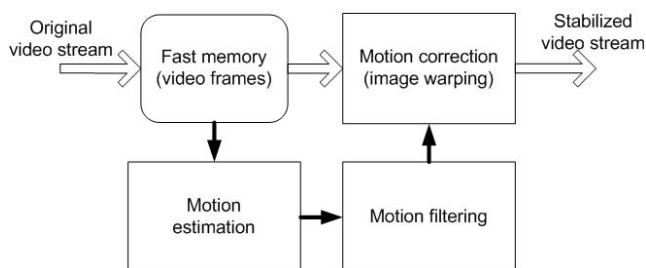 Original
video stream
Fast memory
(video frames)
Motion correction
(image warping)
Stabilized
video stream
Motion
estimation
Motion filtering